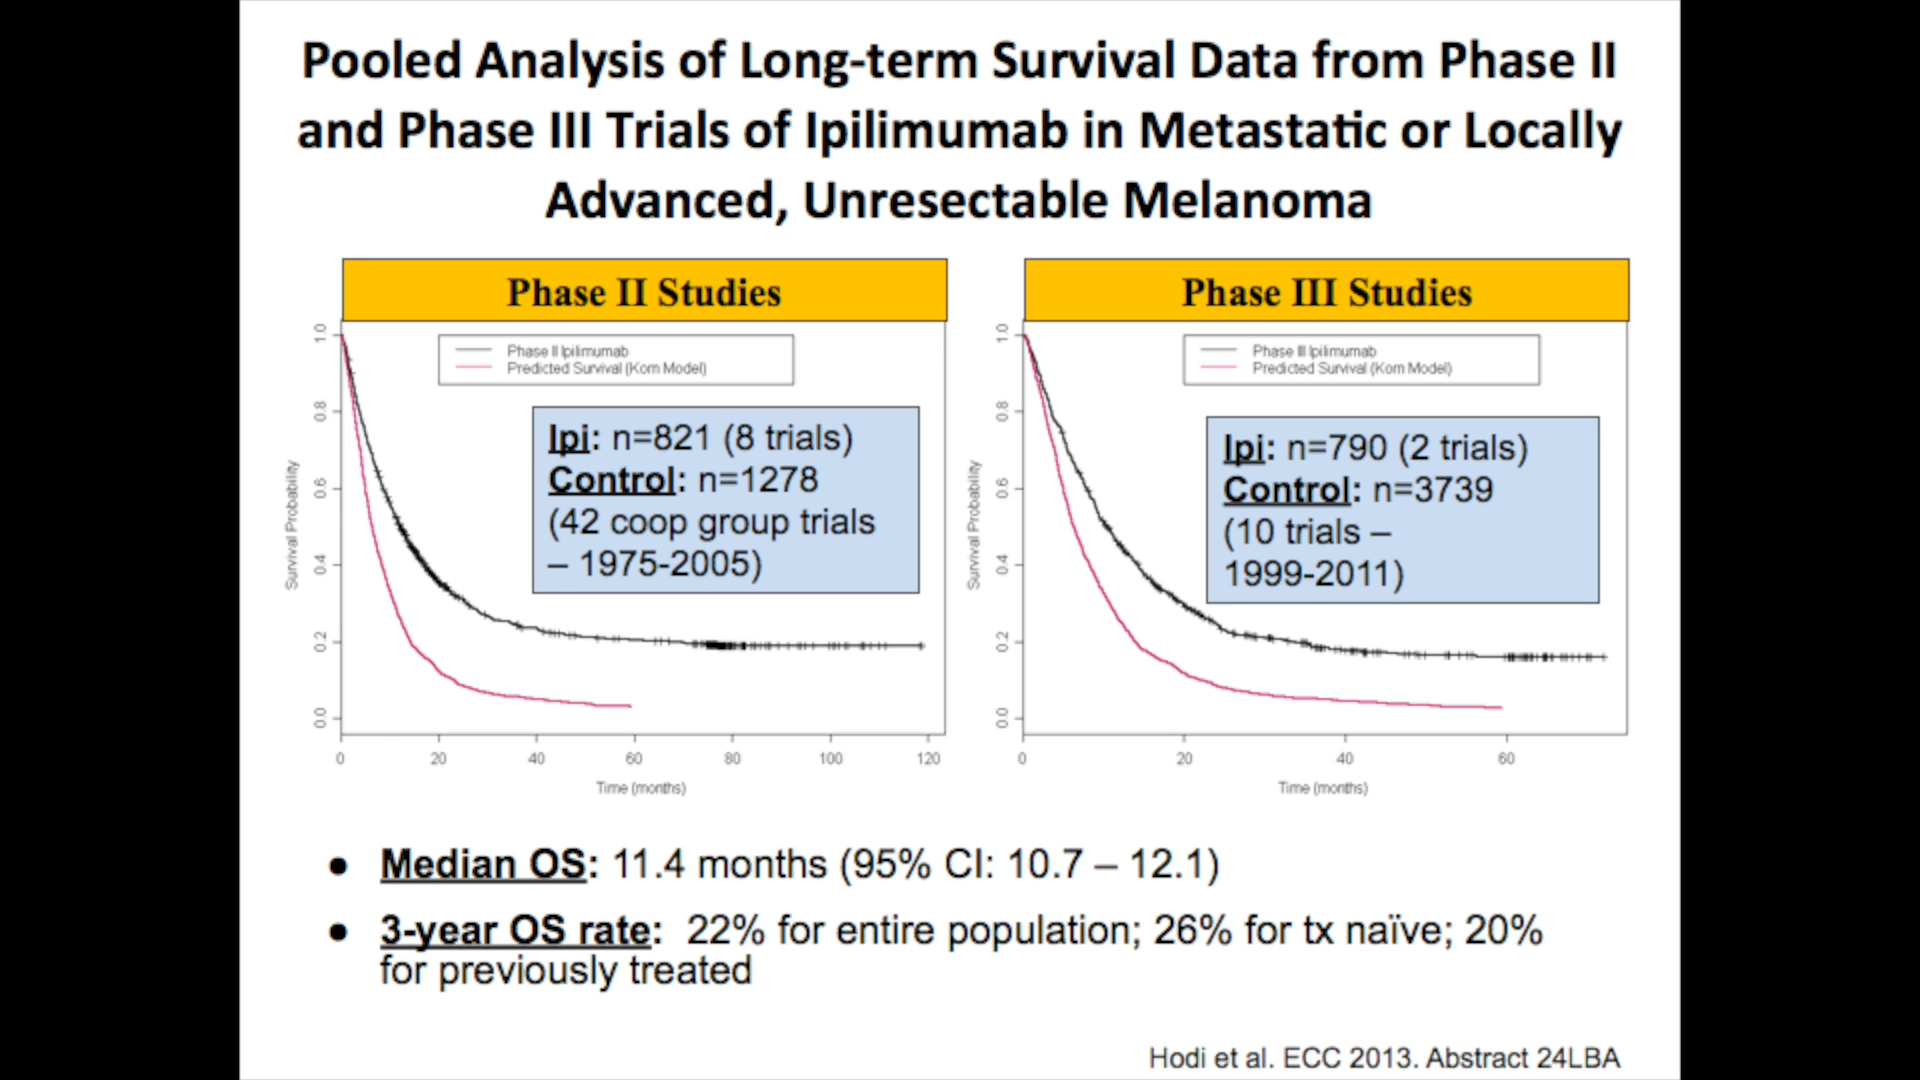 Pooled Analysis of Long-term Survival Data from Phase II
and Phase III Trials of Ipilimumab in Metastatic or Locally
Advanced, Unresectable Melanoma
Phase II Studies
Phase II Ipilimumab
Predicted Survival (Korn Model)
Ipi: n=821 (8 trials)
Control: n=1278
(42 coop group trials
– 1975-2005)
Survival Probability
1.0
0.8
0.6
0.4
0.2
0.0
0 20 40 60 80 100 120
Time (months)
Phase III Studies
Phase III Ipilimumab
Predicted Survival (Korn Model)
Ipi: n=790 (2 trials)
Control: n=3739
(10 trials –
1999-2011)
Survival Probability
1.0
0.8
0.6
0.4
0.2
0.0
0 20 40 60
Time (months)
● Median OS: 11.4 months (95% CI: 10.7 – 12.1)
● 3-year OS rate: 22% for entire population; 26% for tx naïve; 20%
for previously treated
Hodi et al. ECC 2013. Abstract 24LBA